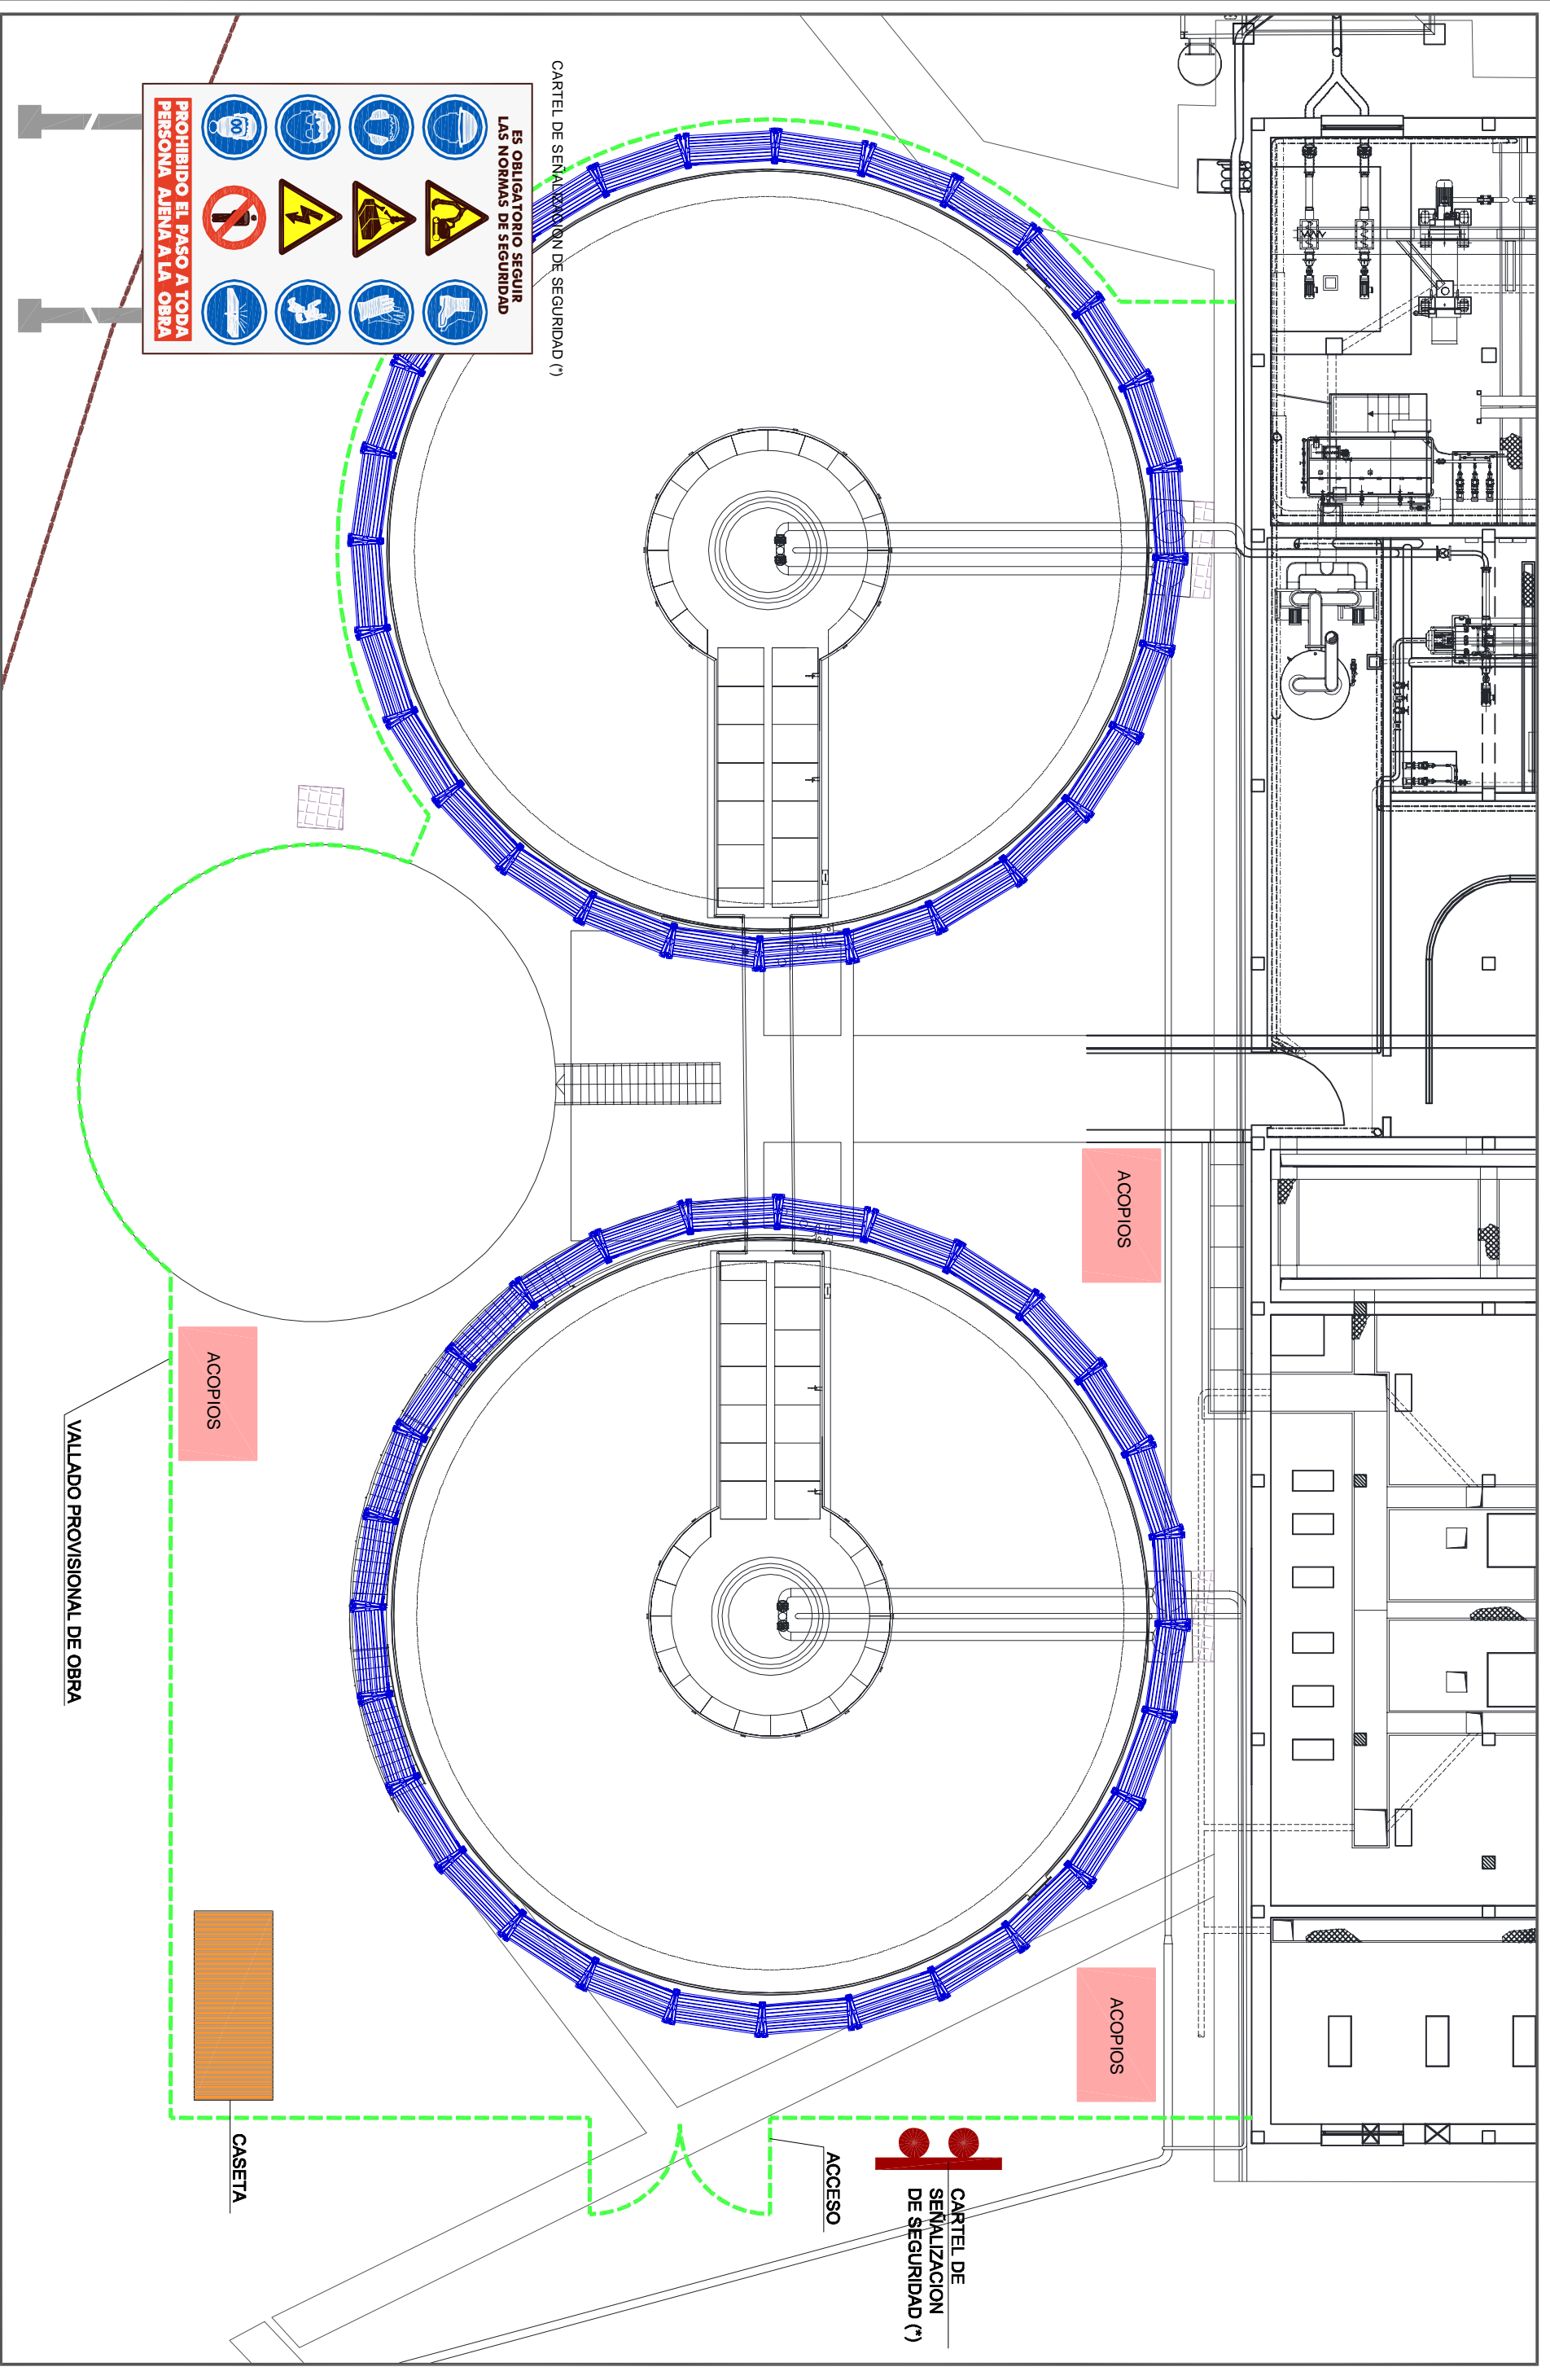 CARTEL DE SEÑALIZACION DE SEGURIDAD (*)
ES OBLIGATORIO SEGUIR
LAS NORMAS DE SEGURIDAD
PROHIBIDO EL PASO A TODA
PERSONA AJENA A LA OBRA
ACOPIOS
ACOPIOS
ACOPIOS
VALLADO PROVISIONAL DE OBRA
CASETA
ACCESO
CARTEL DE
SEÑALIZACION
DE SEGURIDAD (*)